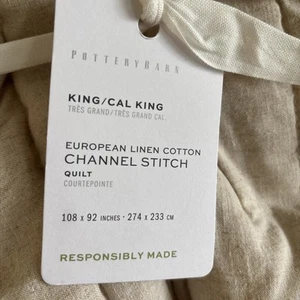 POTTERYBARN
KING/CAL KING
TRÈS GRAND/TRÈS GRAND CAL.
EUROPEAN LINEN COTTON
CHANNEL STITCH
QUILT
COURTEPOINTE
108 X 92 INCHES • 274 X 233 CM
RESPONSIBLY MADE